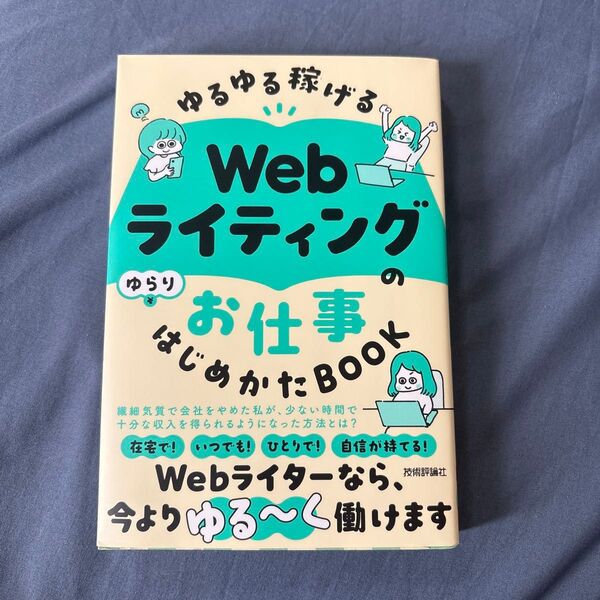 ゆるゆる稼げる
Web
ライティングの
ゆらり
著
お仕事
はじめかたBOOK
繊細気質で会社をやめた私が、少ない時間で
十分な収入を得られるようになった方法とは?
在宅で! いつでも! ひとりで! 自信が持てる!
技術評論社
Webライターなら、
今よりゆる〜く働けます